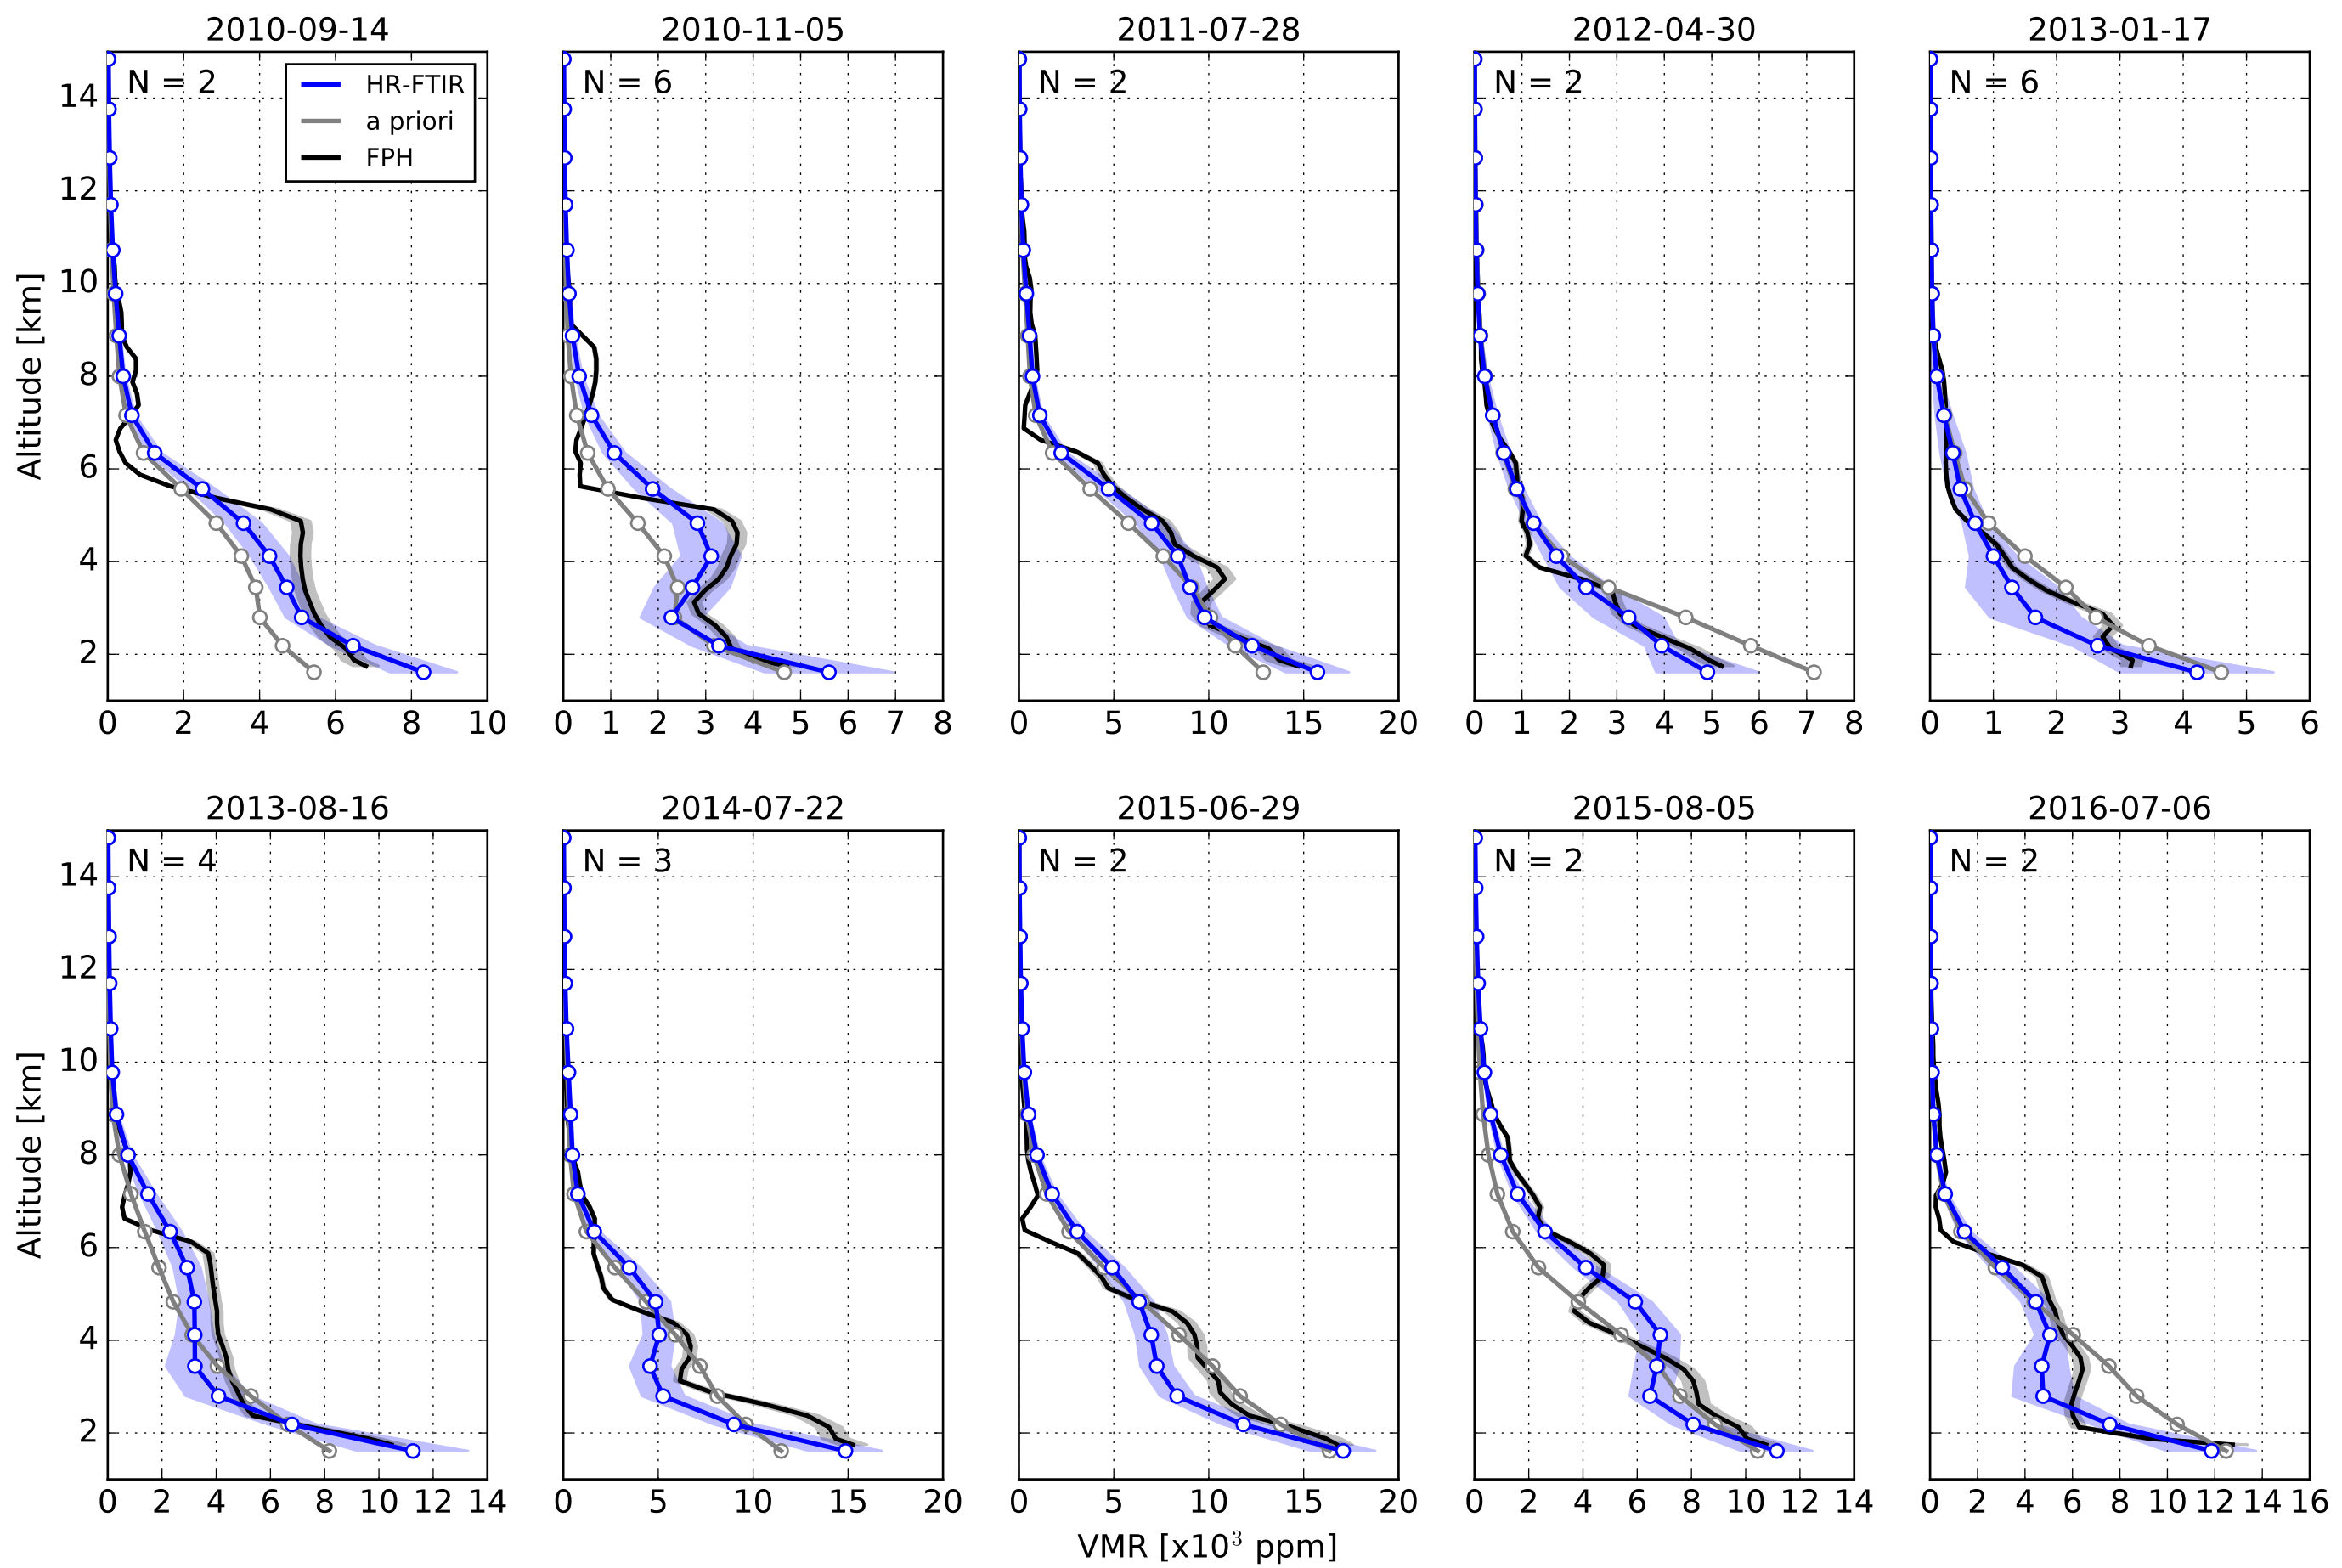 2010-09-14 2010-11-05 2011-07-28 2012-04-30 2013-01-17
N = 2 N = 6 N = 2 N = 2 N = 6
HR-FTIR
a priori
FPH
Altitude [km]
14
12
10
8
6
4
2
0 2 4 6 8 10 0 1 2 3 4 5 6 7 8 0 5 10 15 20 0 1 2 3 4 5 6 7 8 0 1 2 3 4 5 6
2013-08-16 2014-07-22 2015-06-29 2015-08-05 2016-07-06
N = 4 N = 3 N = 2 N = 2 N = 2
Altitude [km]
14
12
10
8
6
4
2
0 2 4 6 8 10 12 14 0 5 10 15 20 0 5 10 15 20 0 2 4 6 8 10 12 14 0 2 4 6 8 10 12 14 16
VMR [x10³ ppm]